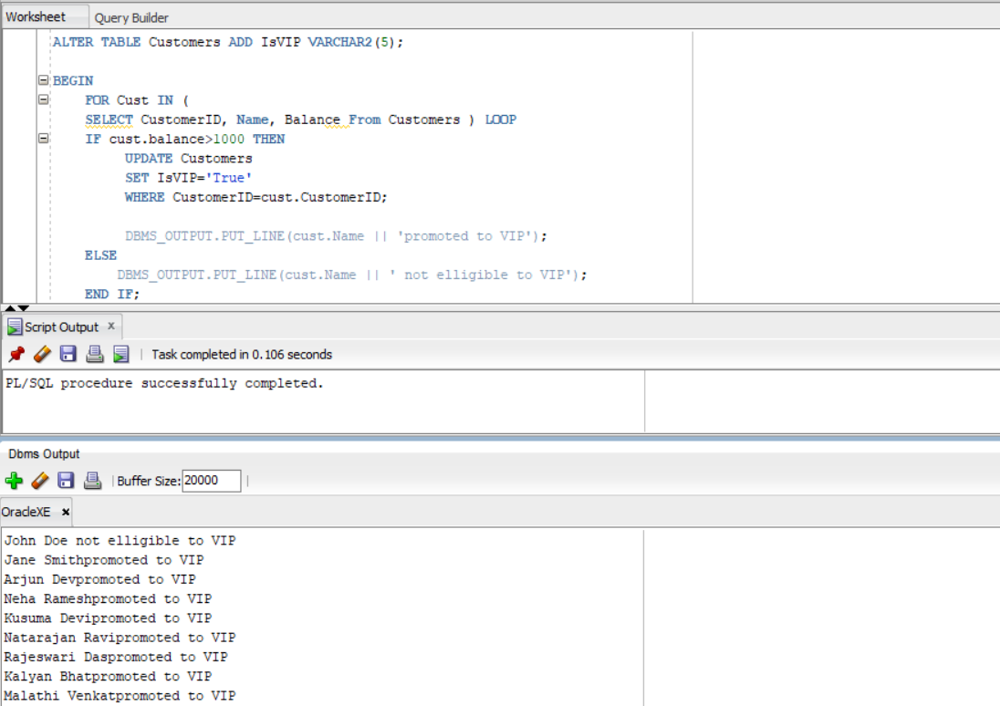 Worksheet Query Builder
ALTER TABLE Customers ADD IsVIP VARCHAR2(5);
BEGIN
FOR Cust IN (
SELECT CustomerID, Name, Balance From Customers ) LOOP
IF cust.balance>1000 THEN
UPDATE Customers
SET IsVIP='True'
WHERE CustomerID=cust.CustomerID;
DBMS_OUTPUT.PUT_LINE(cust.Name || 'promoted to VIP');
ELSE
DBMS_OUTPUT.PUT_LINE(cust.Name || ' not elligible to VIP');
END IF;
Script Output x
Task completed in 0.106 seconds
PL/SQL procedure successfully completed.
Dbms Output
Buffer Size: 20000
OracleXE x
John Doe not elligible to VIP
Jane Smithpromoted to VIP
Arjun Devpromoted to VIP
Neha Rameshpromoted to VIP
Kusuma Devipromoted to VIP
Natarajan Ravipromoted to VIP
Rajeswari Daspromoted to VIP
Kalyan Bhatpromoted to VIP
Malathi Venkatpromoted to VIP